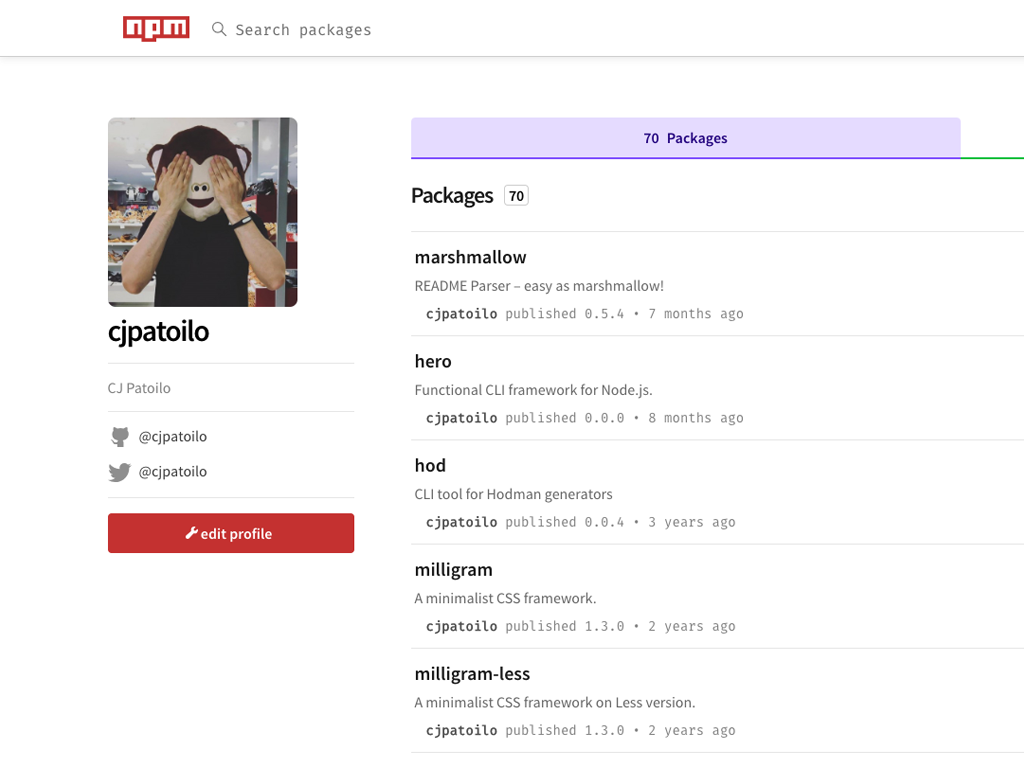 npm
Search packages
70 Packages
Packages 70
marshmallow
README Parser – easy as marshmallow!
cjpatoilo published 0.5.4 • 7 months ago
hero
Functional CLI framework for Node.js.
cjpatoilo published 0.0.0 • 8 months ago
hod
CLI tool for Hodman generators
cjpatoilo published 0.0.4 • 3 years ago
milligram
A minimalist CSS framework.
cjpatoilo published 1.3.0 • 2 years ago
milligram-less
A minimalist CSS framework on Less version.
cjpatoilo published 1.3.0 • 2 years ago
cjpatoilo
CJ Patoilo
@cjpatoilo
@cjpatoilo
edit profile